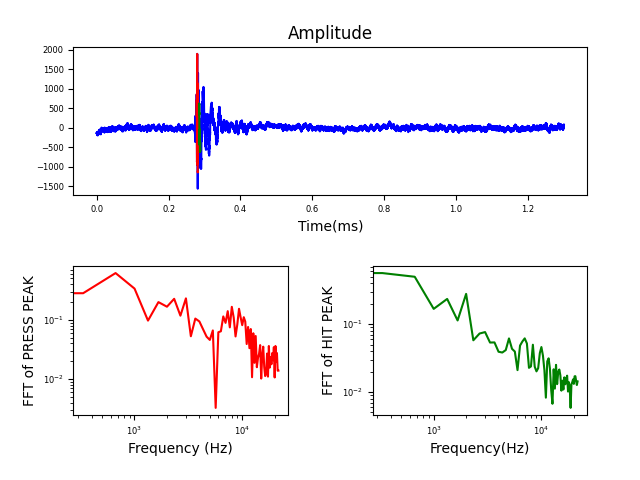 Amplitude
2000
1500
1000
500
0
−500
−1000
−1500
0.0 0.2 0.4 0.6 0.8 1.0 1.2
Time(ms)
FFT of PRESS PEAK
10⁻¹
10⁻²
10³ 10⁴
Frequency (Hz)
FFT of HIT PEAK
10⁻¹
10⁻²
10³ 10⁴
Frequency(Hz)